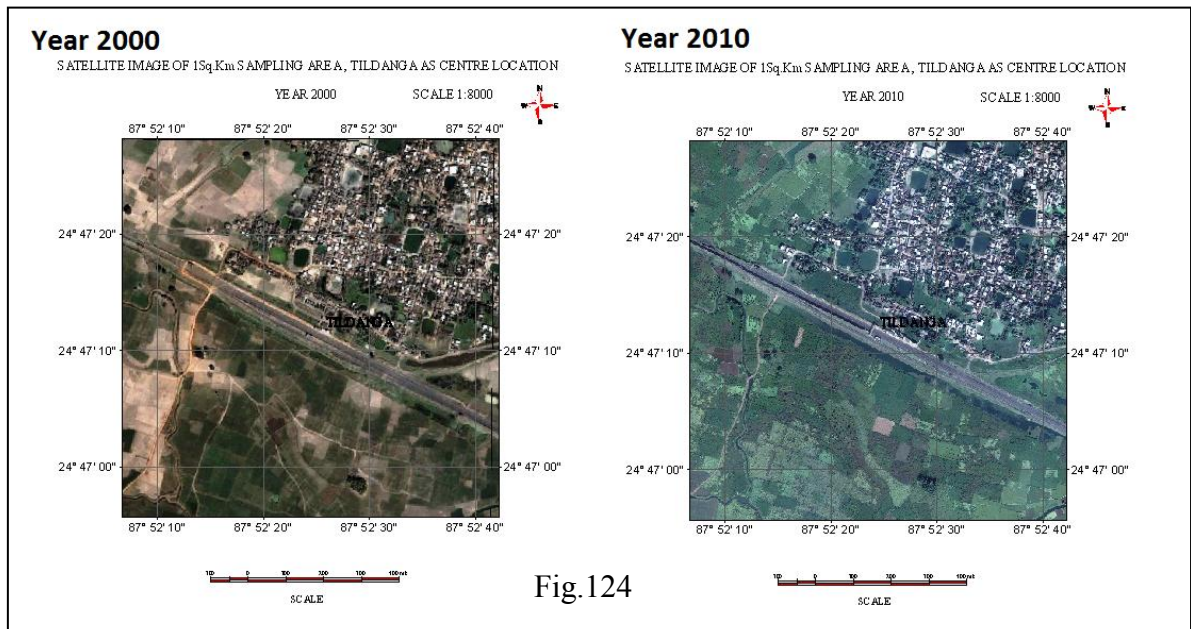 Year 2000
SATELLITE IMAGE OF 1Sq.Km SAMPLING AREA, TILDANGA AS CENTRE LOCATION
YEAR 2000 SCALE 1:8000
N
W E
S
87° 52' 10" 87° 52' 20" 87° 52' 30" 87° 52' 40"
24° 47' 20" 24° 47' 20"
TILDANGA
24° 47' 10" 24° 47' 10"
24° 47' 00" 24° 47' 00"
87° 52' 10" 87° 52' 20" 87° 52' 30" 87° 52' 40"
SCALE
Year 2010
SATELLITE IMAGE OF 1Sq.Km SAMPLING AREA, TILDANGA AS CENTRE LOCATION
YEAR 2010 SCALE 1:8000
N
W E
S
87° 52' 10" 87° 52' 20" 87° 52' 30" 87° 52' 40"
24° 47' 20" 24° 47' 20"
TILDANGA
24° 47' 10" 24° 47' 10"
24° 47' 00" 24° 47' 00"
87° 52' 10" 87° 52' 20" 87° 52' 30" 87° 52' 40"
SCALE
Fig.124